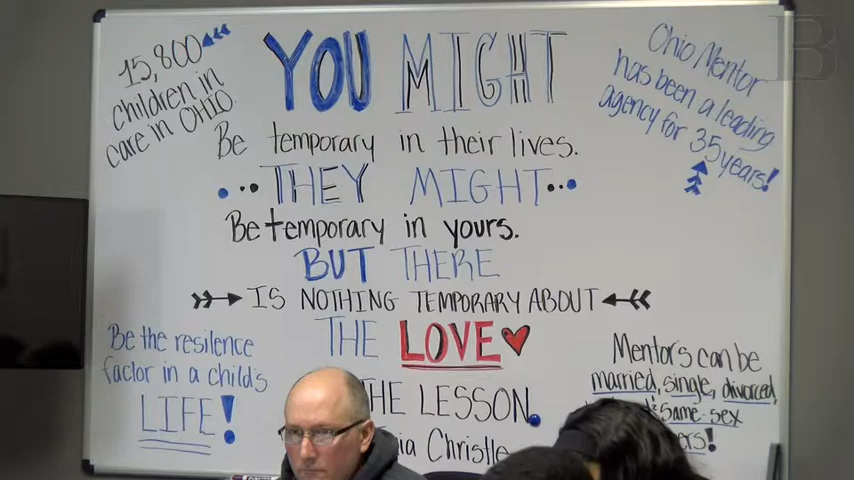 15,800
children in
care in OHIO
YOU MIGHT
Be temporary in their lives.
THEY MIGHT
Be temporary in yours.
BUT THERE
IS NOTHING TEMPORARY ABOUT
THE LOVE
THE LESSON.
Christle
Ohio Mentor
has been a leading
agency for 35 years!
Be the resilence
factor in a child's
LIFE!
Mentors can be
married, single, divorced,
Same-sex
B